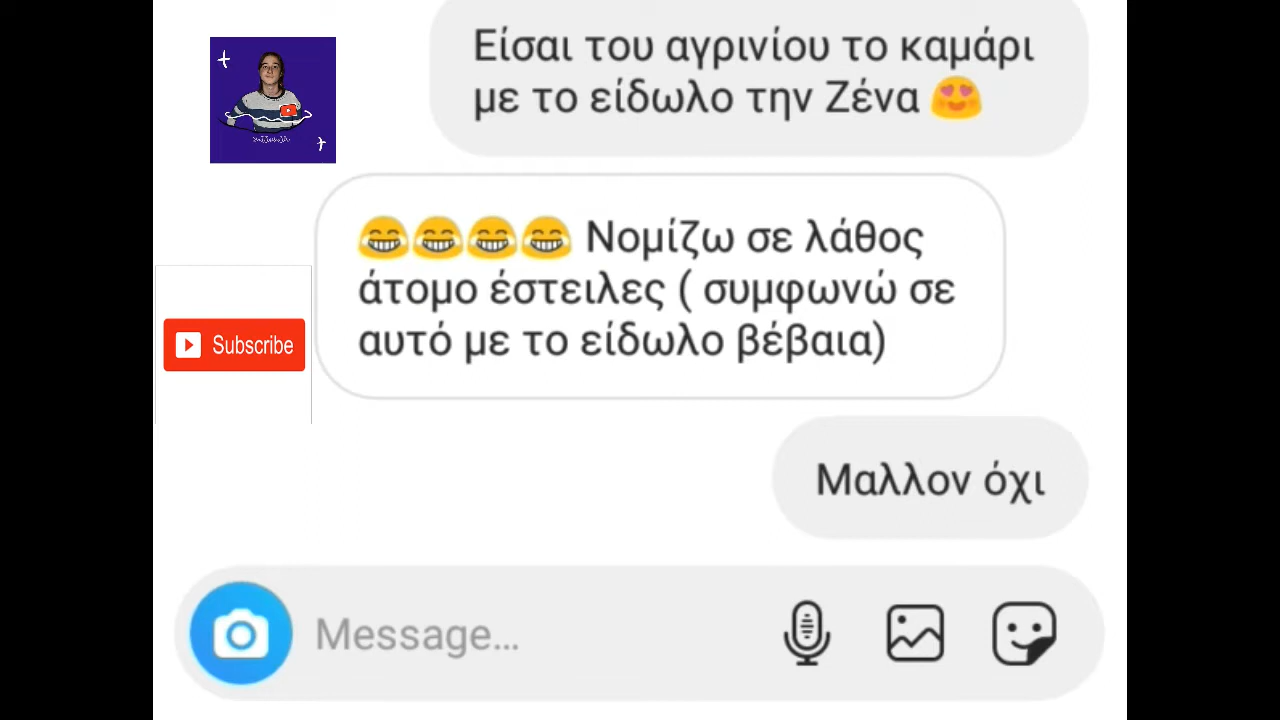 Είσαι του αγρινίου το καμάρι
με το είδωλο την Ζένα 😍
😂😂😂😂 Νομίζω σε λάθος
άτομο έστειλες ( συμφωνώ σε
αυτό με το είδωλο βέβαια)
Subscribe
Μαλλον όχι
Message...